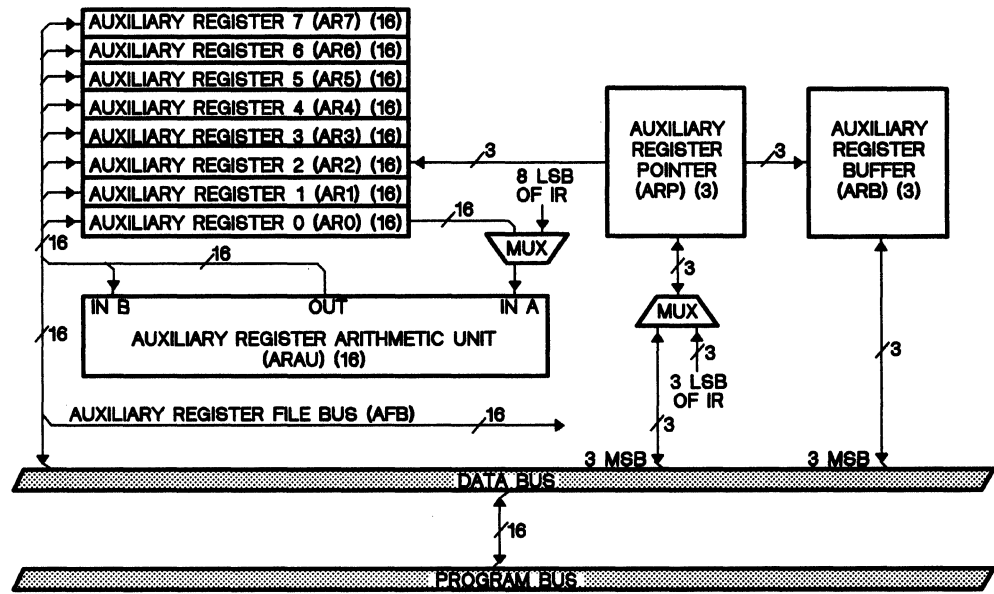 AUXILIARY REGISTER 7 (AR7) (16)
AUXILIARY REGISTER 6 (AR6) (16)
AUXILIARY REGISTER 5 (AR5) (16)
AUXILIARY REGISTER 4 (AR4) (16)
AUXILIARY REGISTER 3 (AR3) (16)
AUXILIARY REGISTER 2 (AR2) (16)
AUXILIARY REGISTER 1 (AR1) (16)
AUXILIARY REGISTER 0 (AR0) (16)
3
8 LSB
OF IR
16
MUX
AUXILIARY
REGISTER
POINTER
(ARP) (3)
3
AUXILIARY
REGISTER
BUFFER
(ARB) (3)
16
16
IN B
OUT
IN A
AUXILIARY REGISTER ARITHMETIC UNIT
(ARAU) (16)
16
3
MUX
3
3 LSB
OF IR
3
3
AUXILIARY REGISTER FILE BUS (AFB)
16
3 MSB
3 MSB
DATA BUS
16
PROGRAM BUS